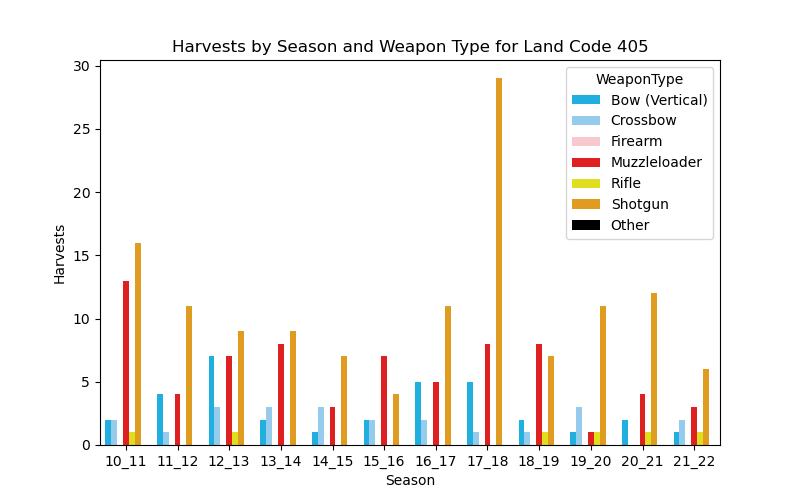 Harvests by Season and Weapon Type for Land Code 405
30
25
20
15
10
5
0
Harvests
WeaponType
Bow (Vertical)
Crossbow
Firearm
Muzzleloader
Rifle
Shotgun
Other
10_11 11_12 12_13 13_14 14_15 15_16 16_17 17_18 18_19 19_20 20_21 21_22
Season